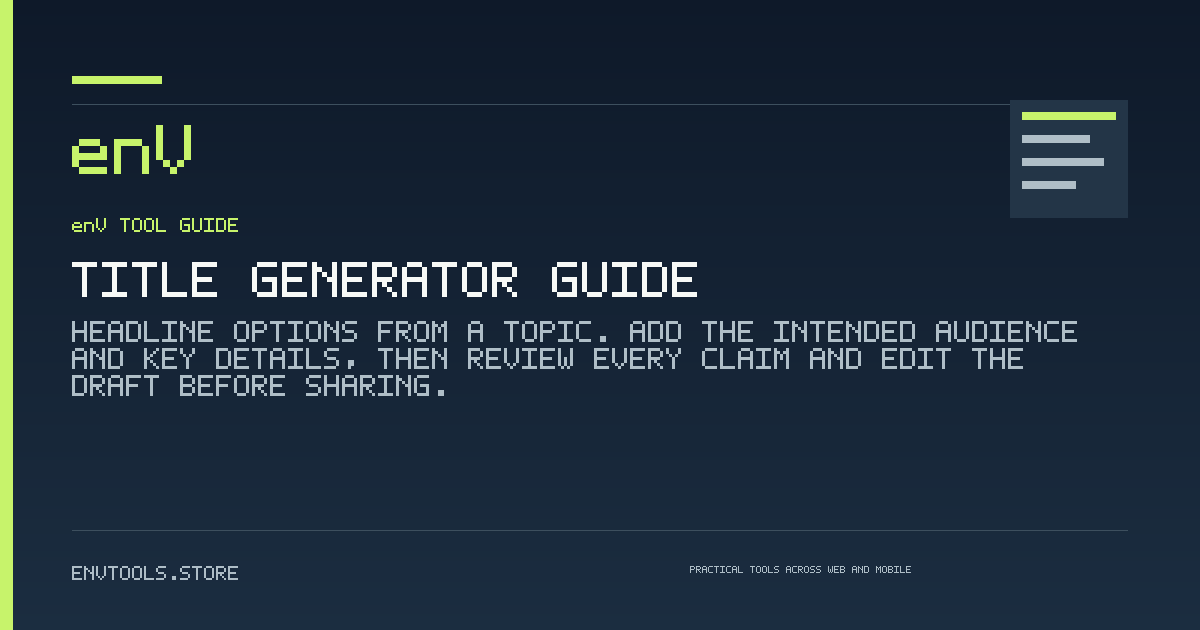 enV
enV TOOL GUIDE
TITLE GENERATOR GUIDE
HEADLINE OPTIONS FROM A TOPIC. ADD THE INTENDED AUDIENCE
AND KEY DETAILS, THEN REVIEW EVERY CLAIM AND EDIT THE
DRAFT BEFORE SHARING.
ENVTOOLS.STORE
PRACTICAL TOOLS ACROSS WEB AND MOBILE